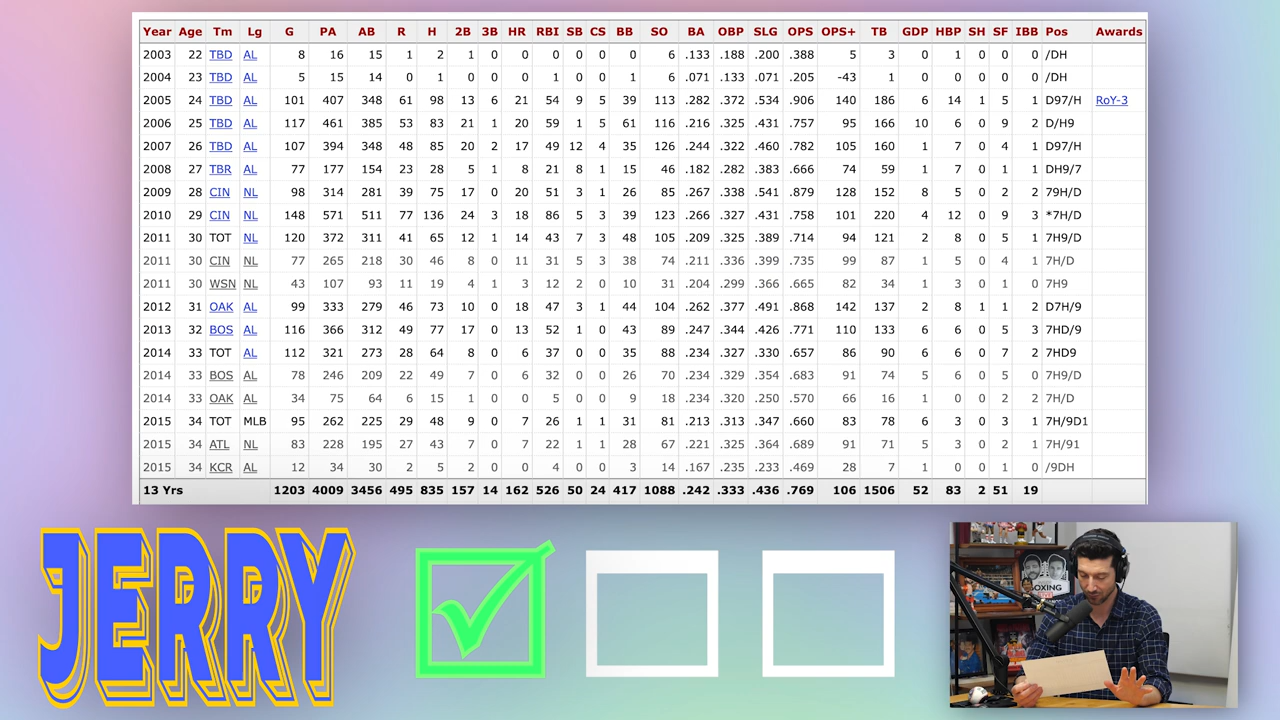 Year Age Tm Lg G PA AB R H 2B 3B HR RBI SB CS BB SO BA OBP SLG OPS OPS+ TB GDP HBP SH SF IBB Pos Awards
2003 22 TBD AL 8 16 15 1 2 1 0 0 0 0 0 0 6 .133 .188 .200 .388 5 3 0 1 0 0 0 /DH
2004 23 TBD AL 5 15 14 0 1 0 0 0 1 0 0 1 6 .071 .133 .071 .205 -43 1 0 0 0 0 0 /DH
2005 24 TBD AL 101 407 348 61 98 13 6 21 54 9 5 39 113 .282 .372 .534 .906 140 186 6 14 1 5 1 D97/H RoY-3
2006 25 TBD AL 117 461 385 53 83 21 1 20 59 1 5 61 116 .216 .325 .431 .757 95 166 10 6 0 9 2 D/H9
2007 26 TBD AL 107 394 348 48 85 20 2 17 49 12 4 35 126 .244 .322 .460 .782 105 160 1 7 0 4 1 D97/H
2008 27 TBR AL 77 177 154 23 28 5 1 8 21 8 1 15 46 .182 .282 .383 .666 74 59 1 7 0 1 1 DH9/7
2009 28 CIN NL 98 314 281 39 75 17 0 20 51 3 1 26 85 .267 .338 .541 .879 128 152 8 5 0 2 2 79H/D
2010 29 CIN NL 148 571 511 77 136 24 3 18 86 5 3 39 123 .266 .327 .431 .758 101 220 4 12 0 9 3 *7H/D
2011 30 TOT NL 120 372 311 41 65 12 1 14 43 7 3 48 105 .209 .325 .389 .714 94 121 2 8 0 5 1 7H9/D
2011 30 CIN NL 77 265 218 30 46 8 0 11 31 5 3 38 74 .211 .336 .399 .735 99 87 1 5 0 4 1 7H/D
2011 30 WSN NL 43 107 93 11 19 4 1 3 12 2 0 10 31 .204 .299 .366 .665 82 34 1 3 0 1 0 7H9
2012 31 OAK AL 99 333 279 46 73 10 0 18 47 3 1 44 104 .262 .377 .491 .868 142 137 2 8 1 1 2 D7H/9
2013 32 BOS AL 116 366 312 49 77 17 0 13 52 1 0 43 89 .247 .344 .426 .771 110 133 6 6 0 5 3 7HD/9
2014 33 TOT AL 112 321 273 28 64 8 0 6 37 0 0 35 88 .234 .327 .330 .657 86 90 6 6 0 7 2 7HD9
2014 33 BOS AL 78 246 209 22 49 7 0 6 32 0 0 26 70 .234 .329 .354 .683 91 74 5 6 0 5 0 7H9/D
2014 33 OAK AL 34 75 64 6 15 1 0 0 5 0 0 9 18 .234 .320 .250 .570 66 16 1 0 0 2 2 7H/D
2015 34 TOT MLB 95 262 225 29 48 9 0 7 26 1 1 31 81 .213 .313 .347 .660 83 78 6 3 0 3 1 7H/9D1
2015 34 ATL NL 83 228 195 27 43 7 0 7 22 1 1 28 67 .221 .325 .364 .689 91 71 5 3 0 2 1 7H/91
2015 34 KCR AL 12 34 30 2 5 2 0 0 4 0 0 3 14 .167 .235 .233 .469 28 7 1 0 0 1 0 /9DH
13 Yrs 1203 4009 3456 495 835 157 14 162 526 50 24 417 1088 .242 .333 .436 .769 106 1506 52 83 2 51 19
JERRY